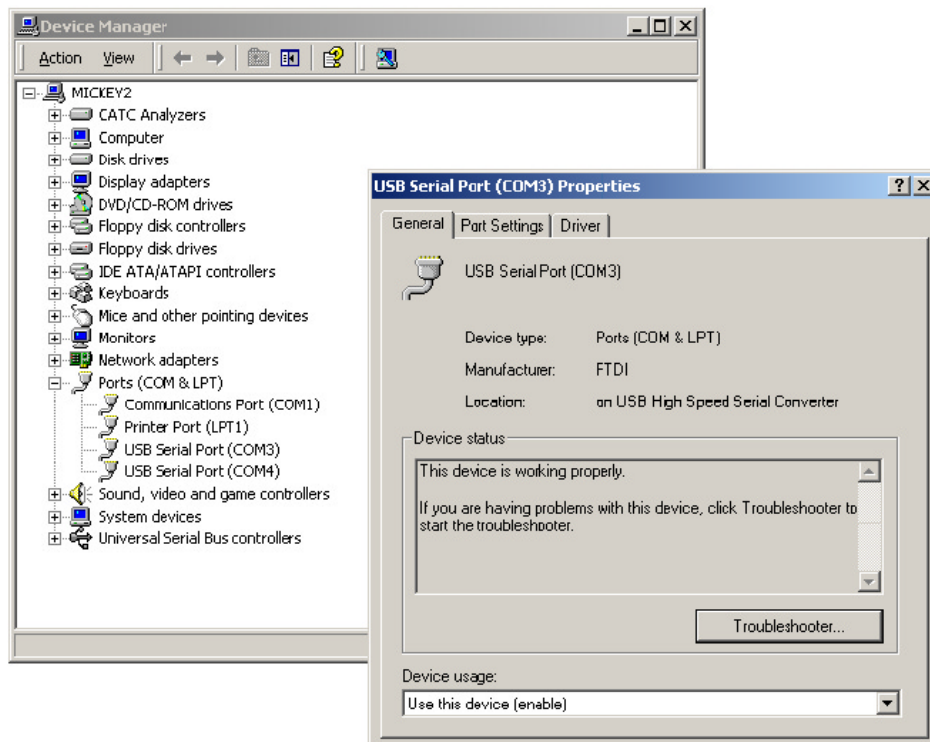 Device Manager
Action View
MICKEY2
CATC Analyzers
Computer
Disk drives
Display adapters
DVD/CD-ROM drives
Floppy disk controllers
Floppy disk drives
IDE ATA/ATAPI controllers
Keyboards
Mice and other pointing devices
Monitors
Network adapters
Ports (COM & LPT)
Communications Port (COM1)
Printer Port (LPT1)
USB Serial Port (COM3)
USB Serial Port (COM4)
Sound, video and game controllers
System devices
Universal Serial Bus controllers
USB Serial Port (COM3) Properties
General Port Settings Driver
USB Serial Port (COM3)
Device type: Ports (COM & LPT)
Manufacturer: FTDI
Location: on USB High Speed Serial Converter
Device status
This device is working properly.
If you are having problems with this device, click Troubleshooter to
start the troubleshooter.
Troubleshooter...
Device usage:
Use this device (enable)